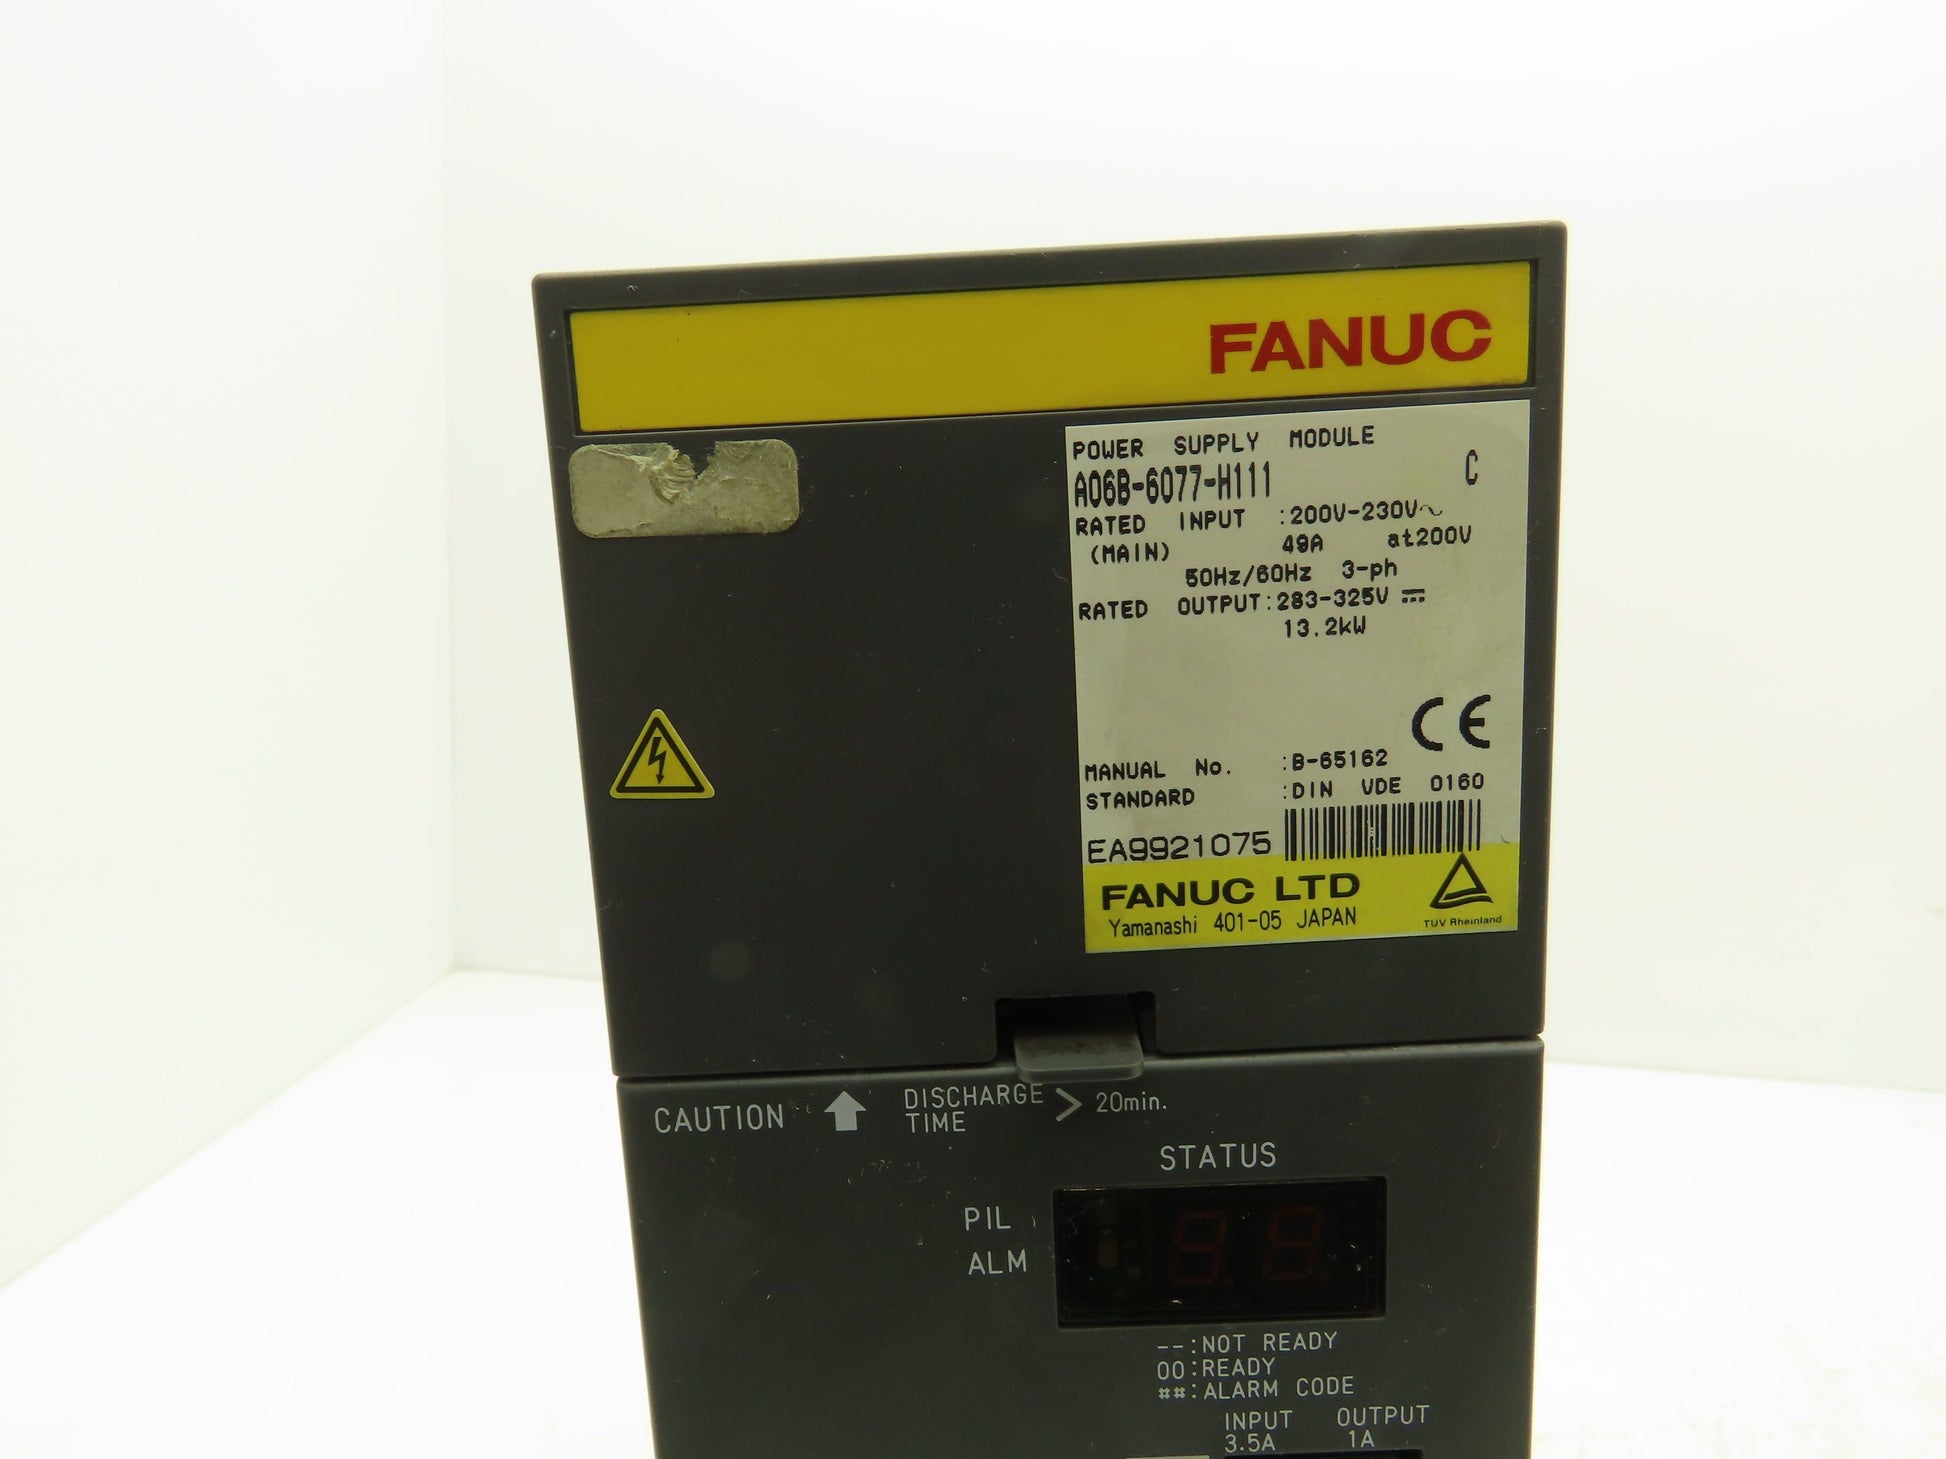 FANUC
POWER SUPPLY MODULE
A06B-6077-H111 C
RATED INPUT :200V-230V~
(MAIN) 49A at200V
50Hz/60Hz 3-ph
RATED OUTPUT:283-325V ⎓
13.2kW
CE
MANUAL No. :B-65162
STANDARD :DIN VDE 0160
EA9921075
FANUC LTD
Yamanashi 401-05 JAPAN
TUV Rheinland
CAUTION ⬆ DISCHARGE TIME > 20min.
STATUS
PIL
ALM
--:NOT READY
00:READY
##:ALARM CODE
INPUT OUTPUT
3.5A 1A